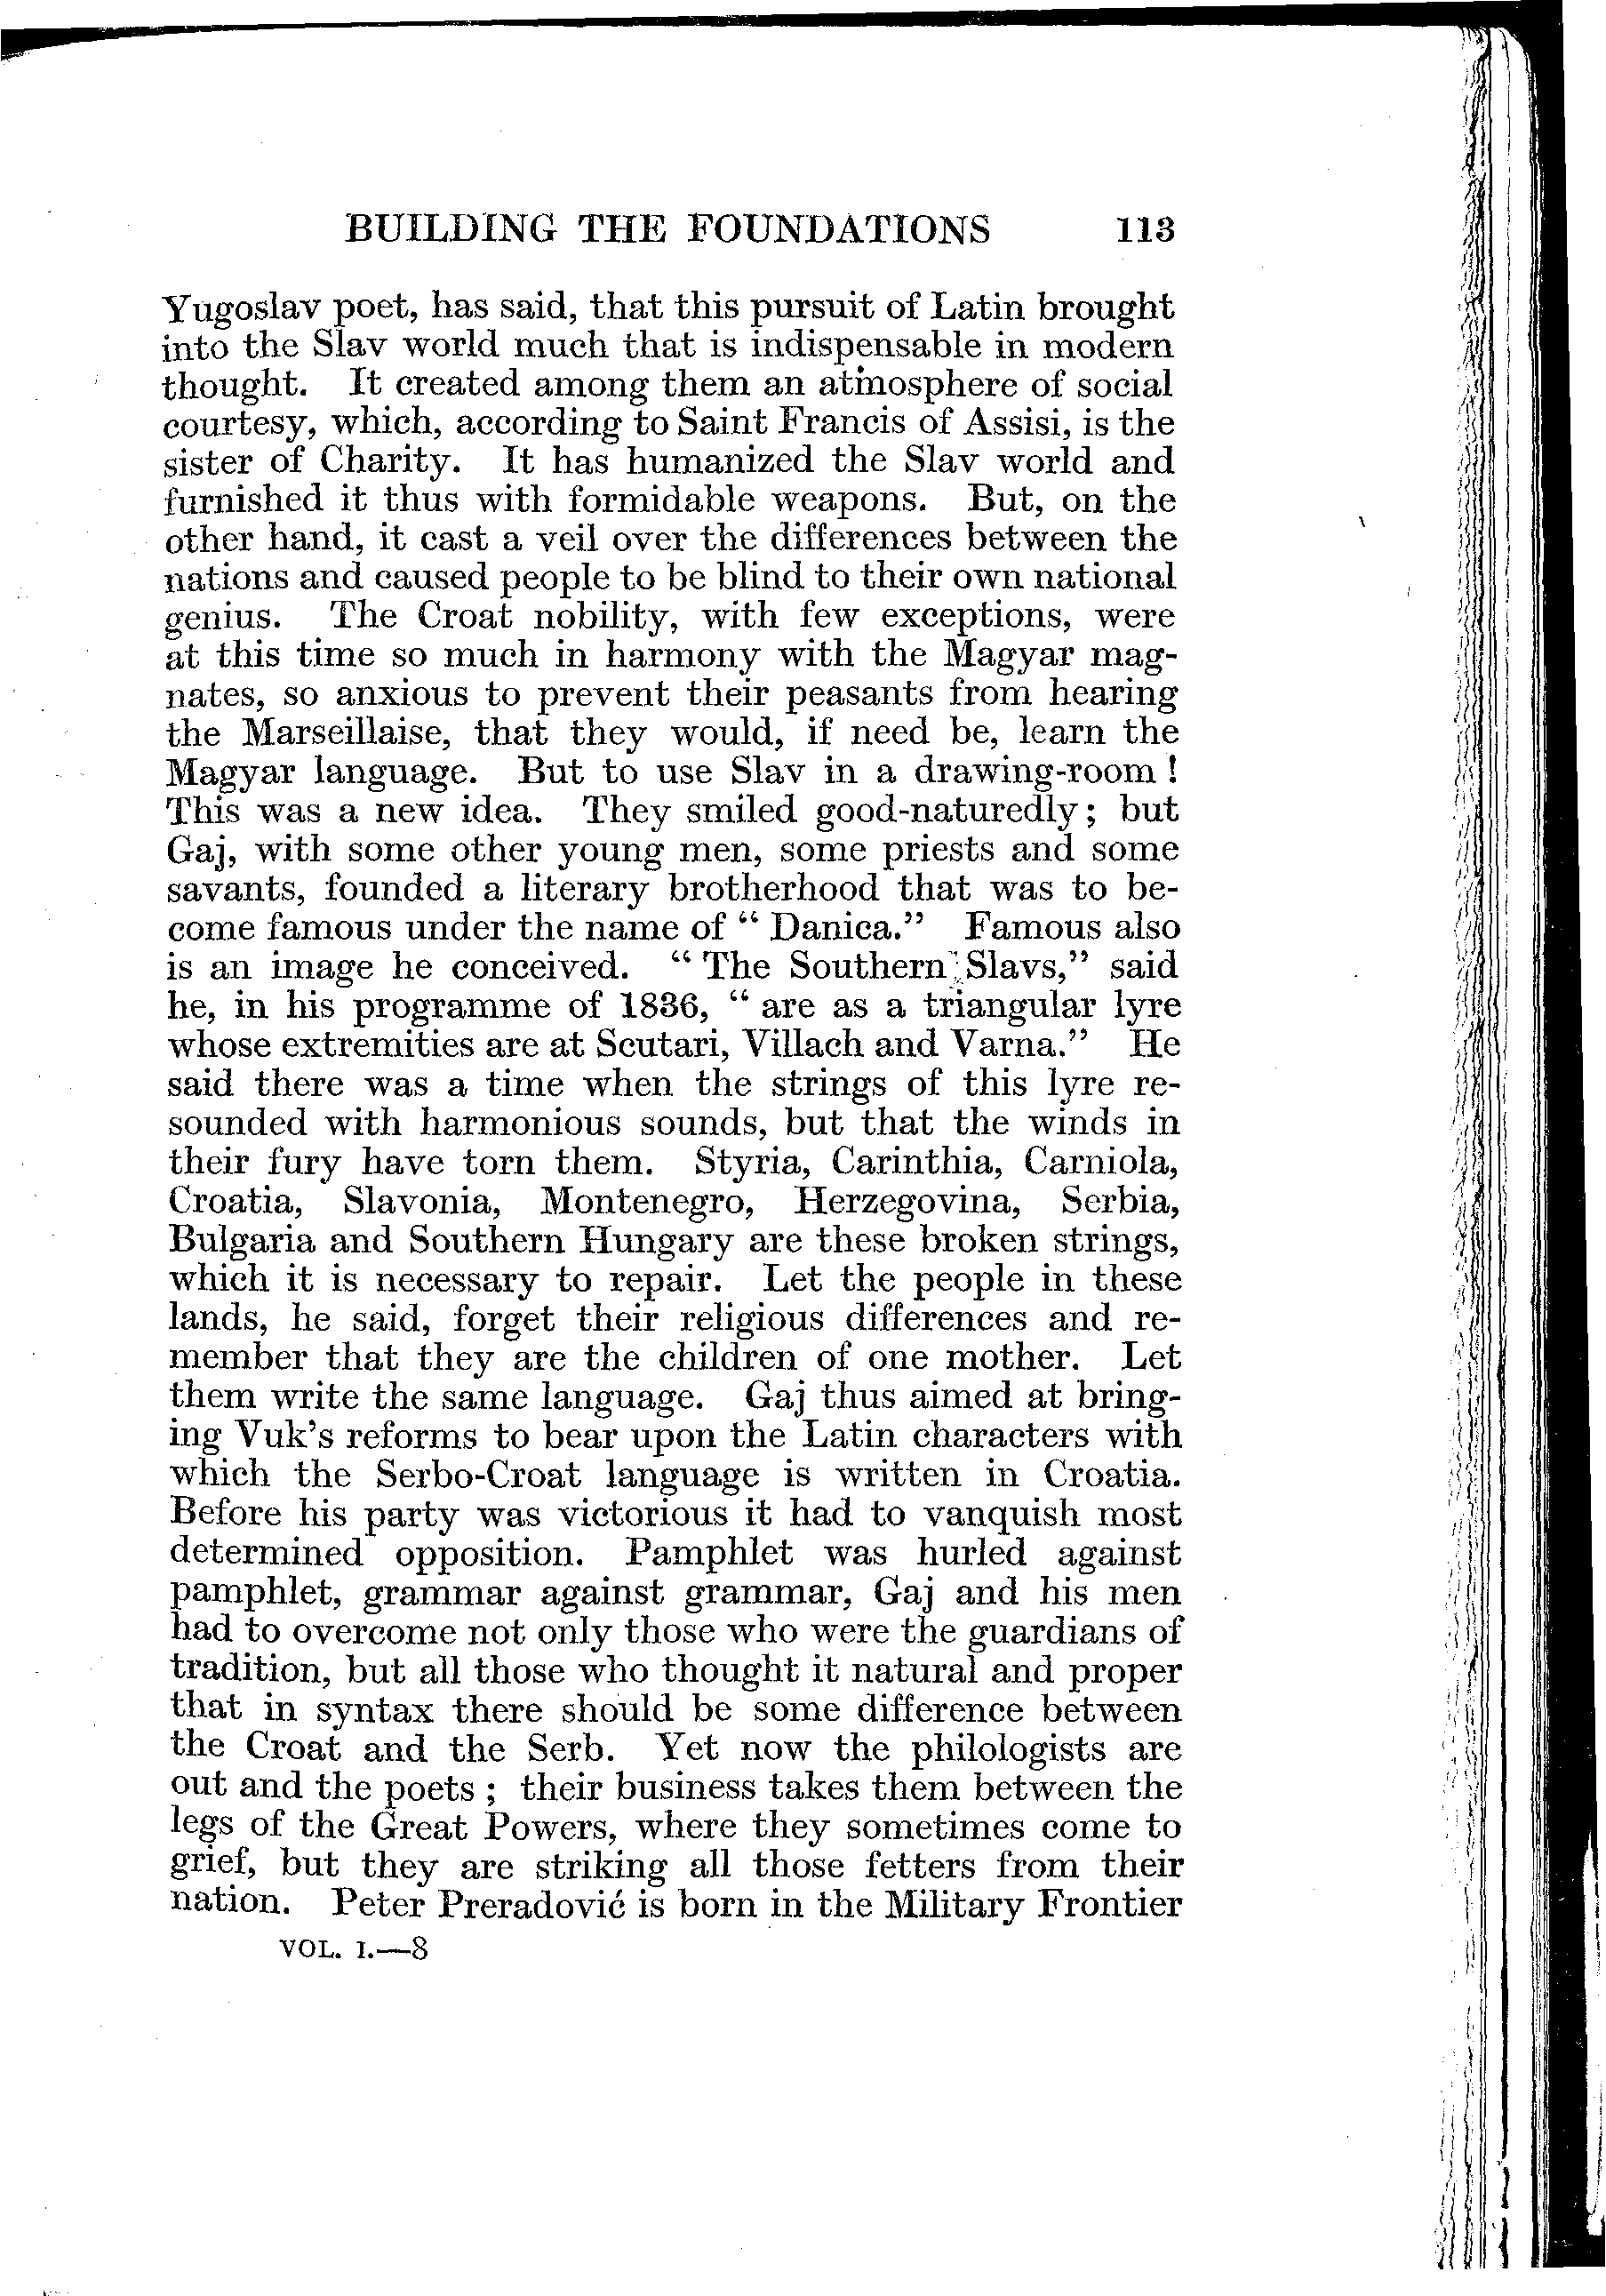 BUILDING THE FOUNDATIONS 113
Yugoslav poet, has said, that this pursuit of Latin brought
into the Slav world much that is indispensable in modern
thought. It created among them an atmosphere of social
courtesy, which, according to Saint Francis of Assisi, is the
sister of Charity. It has humanized the Slav world and
furnished it thus with formidable weapons. But, on the
other hand, it cast a veil over the differences between the
nations and caused people to be blind to their own national
genius. The Croat nobility, with few exceptions, were
at this time so much in harmony with the Magyar mag-
nates, so anxious to prevent their peasants from hearing
the Marseillaise, that they would, if need be, learn the
Magyar language. But to use Slav in a drawing-room !
This was a new idea. They smiled good-naturedly; but
Gaj, with some other young men, some priests and some
savants, founded a literary brotherhood that was to be-
come famous under the name of “ Danica.” Famous also
is an image he conceived. “ The Southern Slavs,” said
he, in his programme of 1836, “ are as a triangular lyre
whose extremities are at Scutari, Villach and Varna.” He
said there was a time when the strings of this lyre re-
sounded with harmonious sounds, but that the winds in
their fury have torn them. Styria, Carinthia, Carniola,
Croatia, Slavonia, Montenegro, Herzegovina, Serbia,
Bulgaria and Southern Hungary are these broken strings,
which it is necessary to repair. Let the people in these
lands, he said, forget their religious differences and re-
member that they are the children of one mother. Let
them write the same language. Gaj thus aimed at bring-
ing Vuk’s reforms to bear upon the Latin characters with
which the Serbo-Croat language is written in Croatia.
Before his party was victorious it had to vanquish most
determined opposition. Pamphlet was hurled against
pamphlet, grammar against grammar, Gaj and his men
had to overcome not only those who were the guardians of
tradition, but all those who thought it natural and proper
that in syntax there should be some difference between
the Croat and the Serb. Yet now the philologists are
out and the poets ; their business takes them between the
legs of the Great Powers, where they sometimes come to
grief, but they are striking all those fetters from their
nation. Peter Preradović is born in the Military Frontier
VOL. I.—8